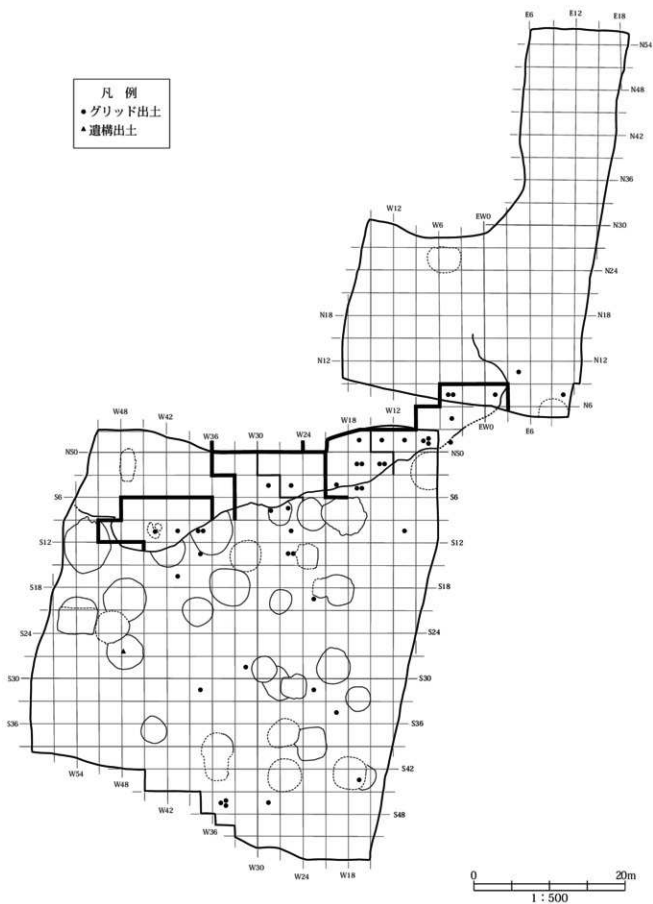 E6 E12 E18
N54
N48
N42
N36
N30
N24
N18
N12
N6
凡 例
● グリッド出土
▲ 遺構出土
W12
W6
EW0
N18
N12
EW0
E6
W48
W42
W36
W30
W24
W18
W12
NS0
NS0
S6
S6
S12
S12
S18
S18
S24
S24
S30
S30
S36
S36
S42
S48
W54
W48
W42
W36
W30
W24
W18
0 20m
1:500